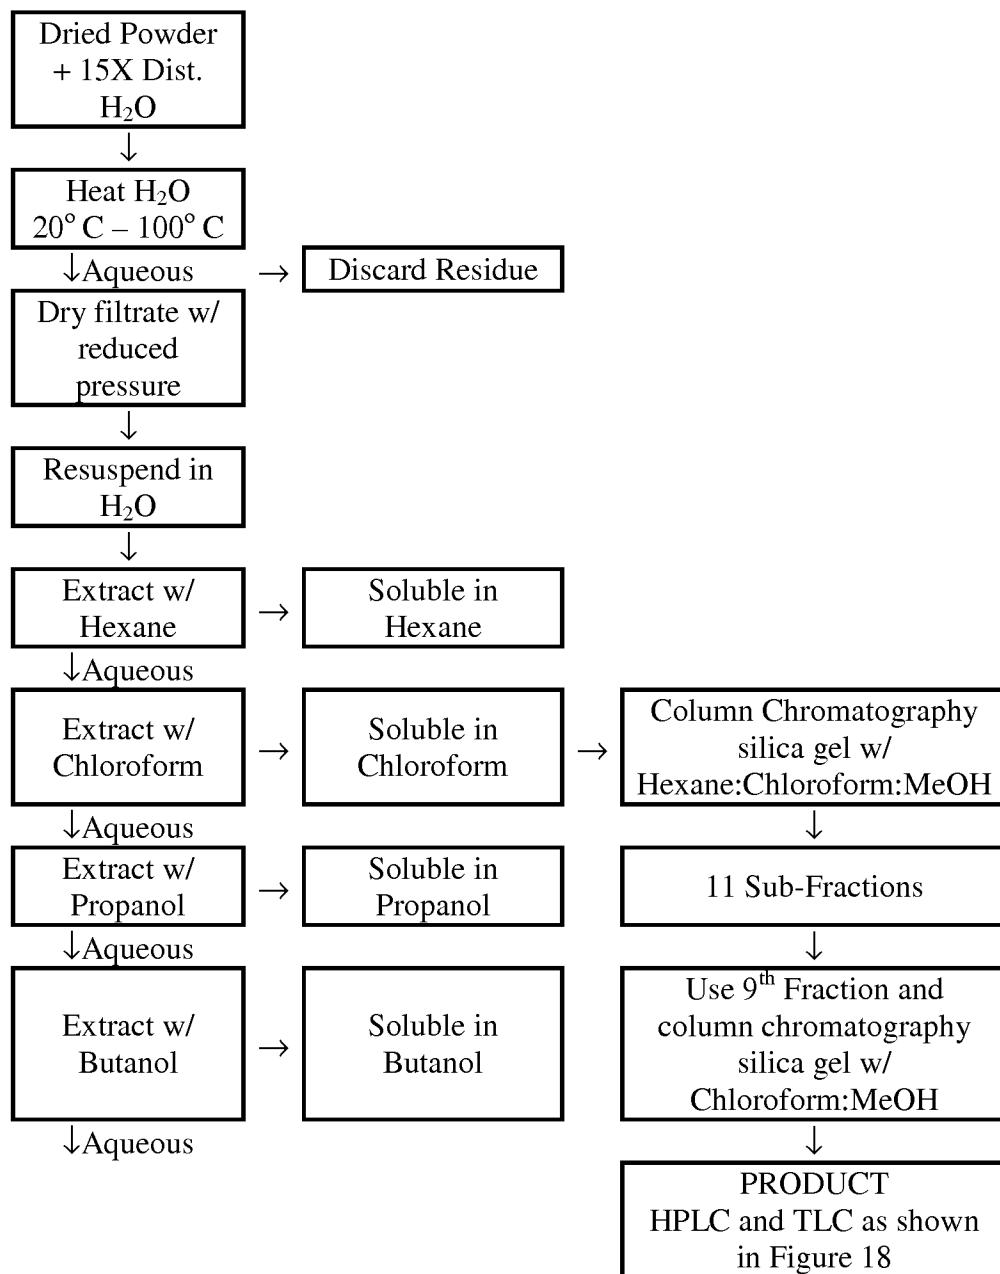 Dried Powder
+ 15X Dist.
H₂O
↓
Heat H₂O
20° C – 100° C
↓Aqueous → Discard Residue
Dry filtrate w/
reduced
pressure
↓
Resuspend in
H₂O
↓
Extract w/
Hexane
→
Soluble in
Hexane
↓Aqueous
Extract w/
Chloroform
→
Soluble in
Chloroform
→
Column Chromatography
silica gel w/
Hexane:Chloroform:MeOH
↓Aqueous
↓
Extract w/
Propanol
→
Soluble in
Propanol
11 Sub-Fractions
↓Aqueous
↓
Extract w/
Butanol
→
Soluble in
Butanol
Use 9th Fraction and
column chromatography
silica gel w/
Chloroform:MeOH
↓Aqueous
↓
PRODUCT
HPLC and TLC as shown
in Figure 18